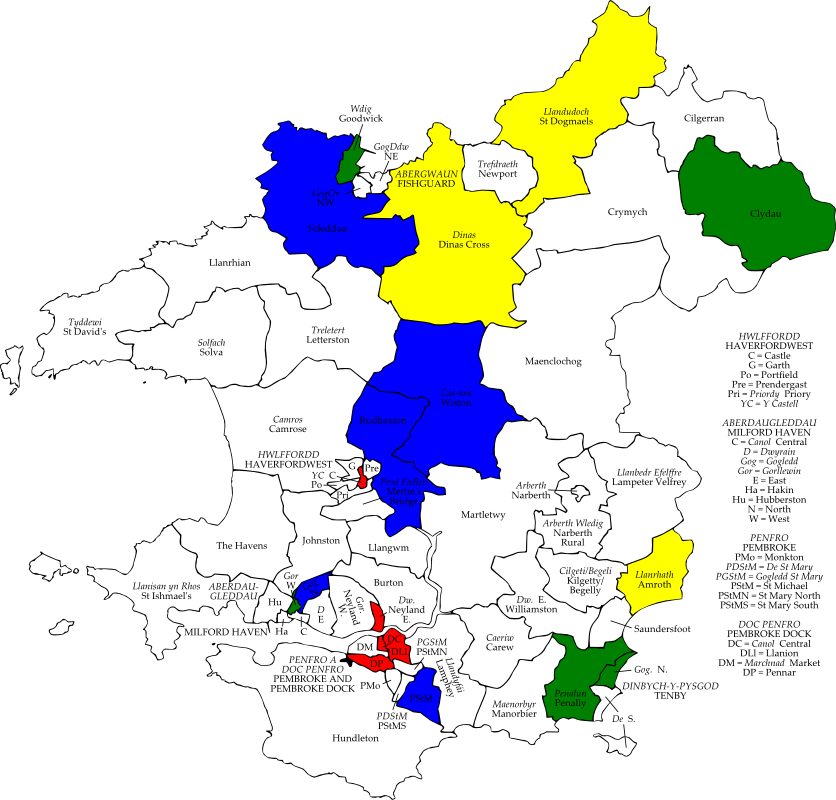 Llandudoch
St Dogmaels
Cilgerran
Wdig
Goodwick
GogDdw
NE
Trefdraeth
Newport
ABERGWAUN
FISHGUARD
NW
Scleddau
Crymych
Clydau
Dinas
Dinas Cross
Llanrhian
Tyddewi
St David's
Solfach
Solva
Treletert
Letterston
Maenclochog
Wiston
Rudbaxton
Camros
Camrose
HWLFFORDD
HAVERFORDWEST
YC C
G
Pre
Po
Pri
Merlin's
Bridge
Arberth
Narberth
Llanbedr Efelffre
Lampeter Velfrey
Martletwy
Arberth Wledig
Narberth
Rural
The Havens
Johnston
Llangwm
Llanisan yn Rhos
St Ishmael's
ABERDAU-
GLEDDAU
Gor
W
Burton
Cilgeti/Begeli
Kilgetty/
Begelly
Llanrhath
Amroth
Hu
D
E
Gor.
Neyland
W.
Dw.
Neyland
E.
Dw. E.
Williamston
MILFORD HAVEN
Ha
C
Saundersfoot
DM
DC
DLl
DP
PGStM
PStMN
Caeriw
Carew
PENFRO A
DOC PENFRO
PEMBROKE AND
PEMBROKE DOCK
PMo
PStM
Llandyfái
Lamphey
PDStM
PStMS
Maenorbyr
Manorbier
Penalun
Penally
Gog. N.
DINBYCH-Y-PYSGOD
TENBY
De S.
Hundleton
HWLFFORDD
HAVERFORDWEST
C = Castle
G = Garth
Po = Portfield
Pre = Prendergast
Pri = Priordy Priory
YC = Y Castell
ABERDAUGLEDDAU
MILFORD HAVEN
C = Canol Central
D = Dwyrain
Gog = Gogledd
Gor = Gorllewin
E = East
Ha = Hakin
Hu = Hubberston
N = North
W = West
PENFRO
PEMBROKE
PMo = Monkton
PDStM = De St Mary
PGStM = Gogledd St Mary
PStM = St Michael
PStMN = St Mary North
PStMS = St Mary South
DOC PENFRO
PEMBROKE DOCK
DC = Canol Central
DLl = Llanion
DM = Marchnad Market
DP = Pennar